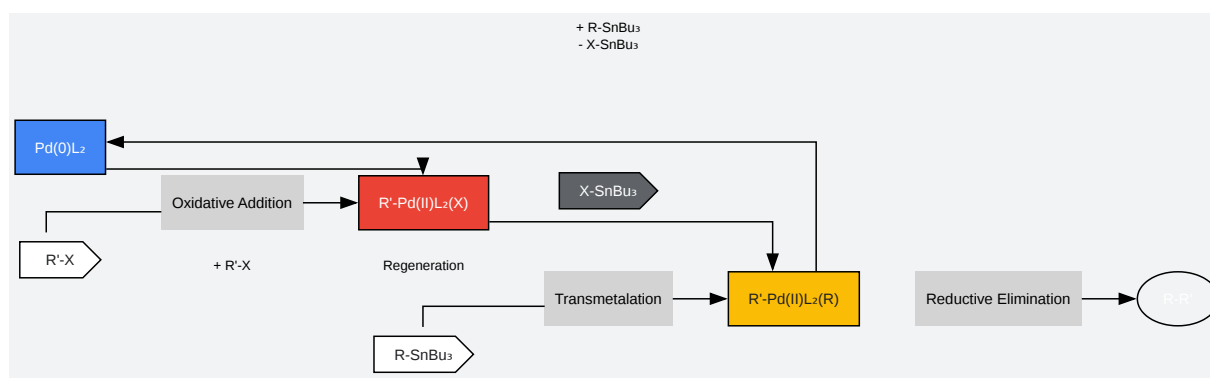 + R-SnBu₃
- X-SnBu₃
Pd(0)L₂
Oxidative Addition
R'-Pd(II)L₂(X)
X-SnBu₃
R'-X
+ R'-X
Regeneration
Transmetalation
R'-Pd(II)L₂(R)
Reductive Elimination
R-R'
R-SnBu₃